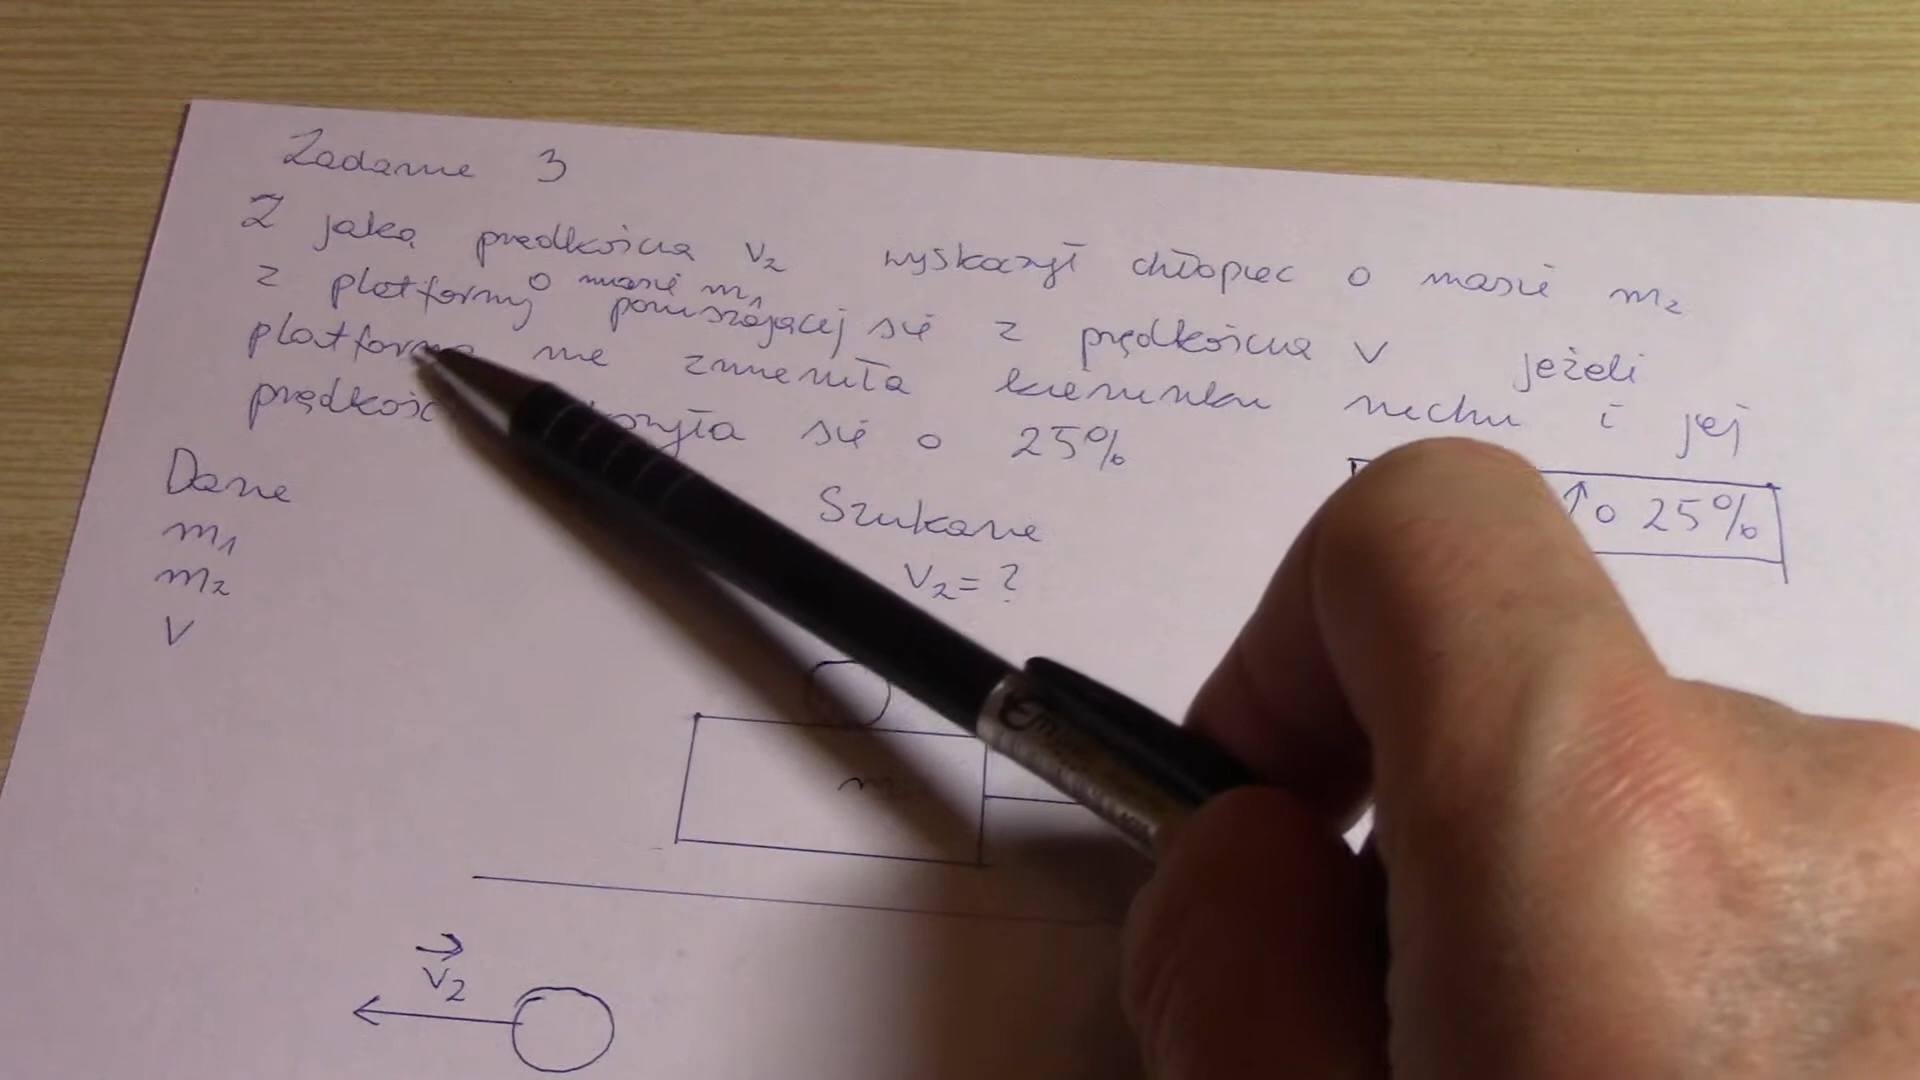 Zadanie 3
Z jaką prędkością v₂ wyskoczył chłopiec o masie m₂
z platformy o masie m₁ poruszającej się z prędkością v jeżeli
platforma nie zmieniła kierunku ruchu i jej
prędkość się o 25%
↑ o 25%
Dane
Szukane
m₁
m₂
v₂ = ?
v
v₂